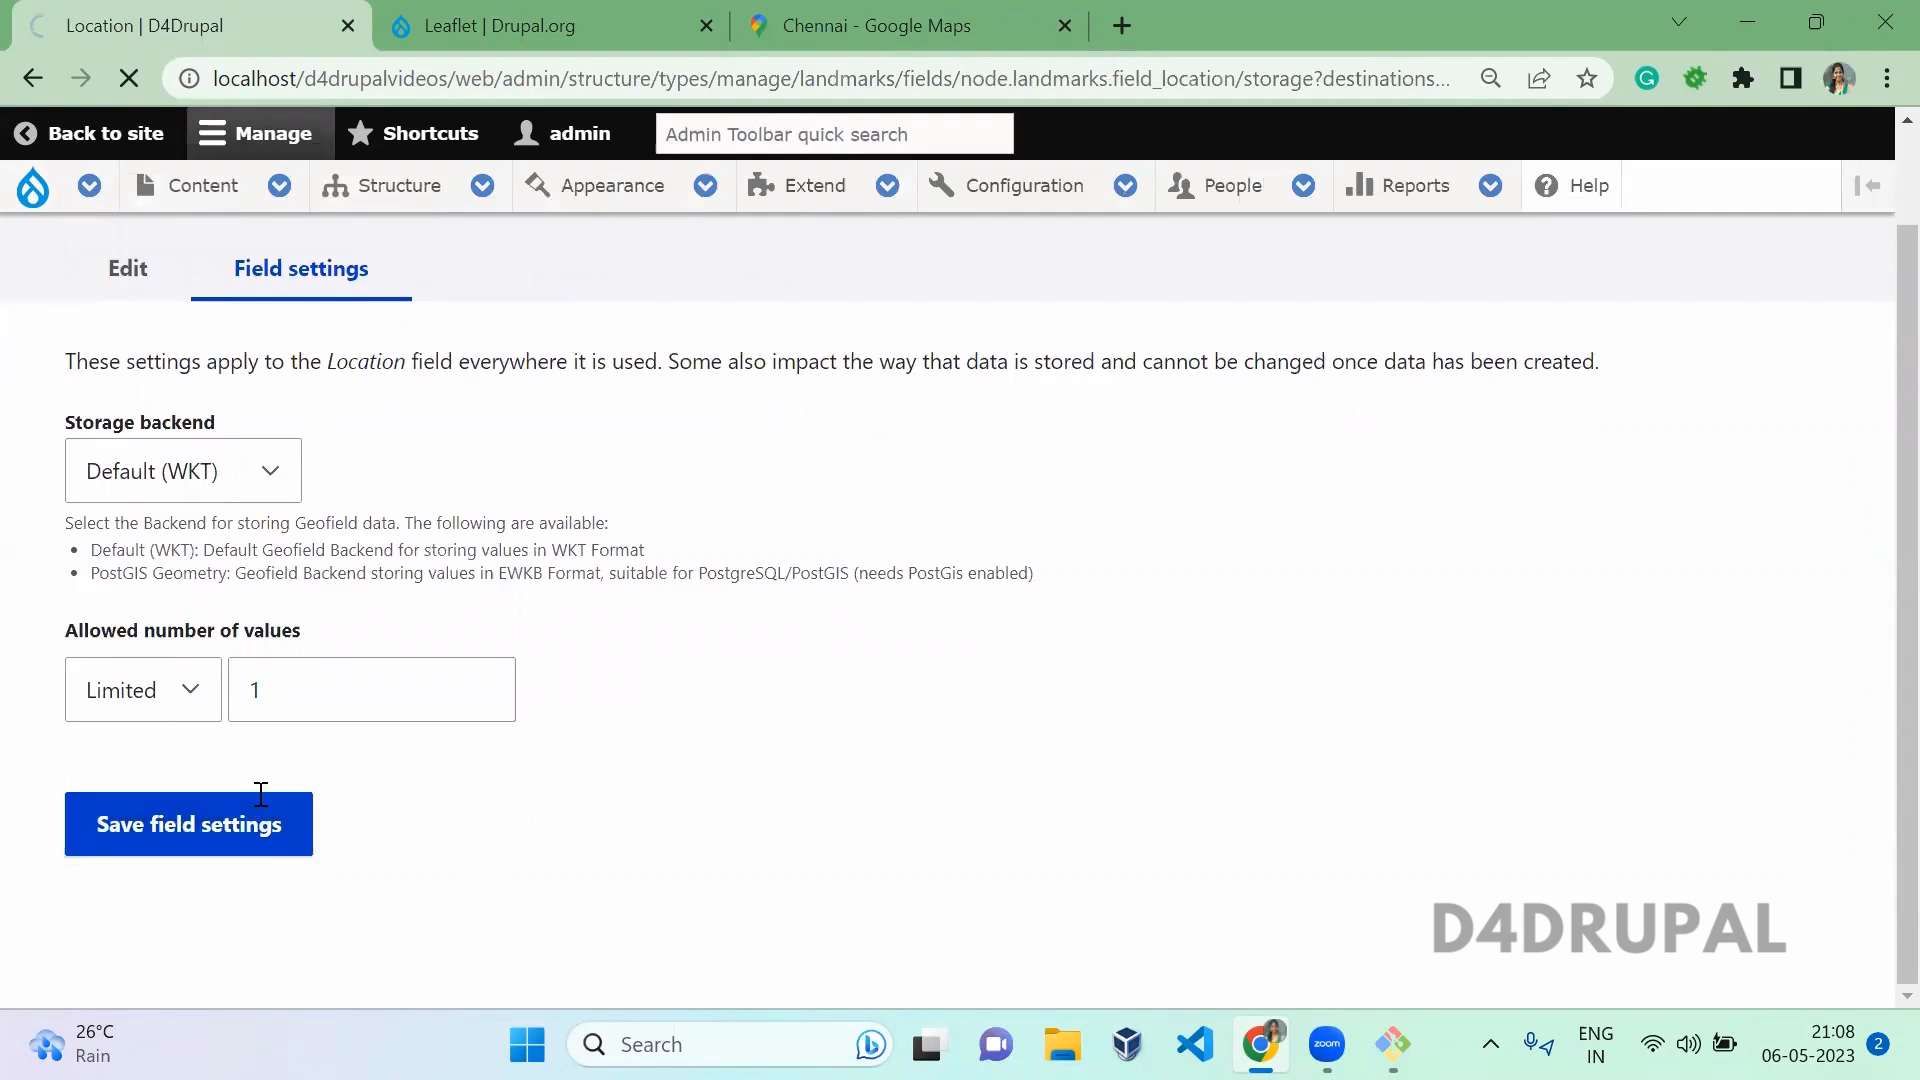 Location | D4Drupal
Leaflet | Drupal.org
Chennai - Google Maps
localhost/d4drupalvideos/web/admin/structure/types/manage/landmarks/fields/node.landmarks.field_location/storage?destinations...
Back to site
Manage
Shortcuts
admin
Admin Toolbar quick search
Content
Structure
Appearance
Extend
Configuration
People
Reports
Help
Edit
Field settings
These settings apply to the Location field everywhere it is used. Some also impact the way that data is stored and cannot be changed once data has been created.
Storage backend
Default (WKT)
Select the Backend for storing Geofield data. The following are available:
• Default (WKT): Default Geofield Backend for storing values in WKT Format
• PostGIS Geometry: Geofield Backend storing values in EWKB Format, suitable for PostgreSQL/PostGIS (needs PostGis enabled)
Allowed number of values
Limited
1
Save field settings
D4DRUPAL
26°C
Rain
Search
zoom
ENG
IN
21:08
06-05-2023
2